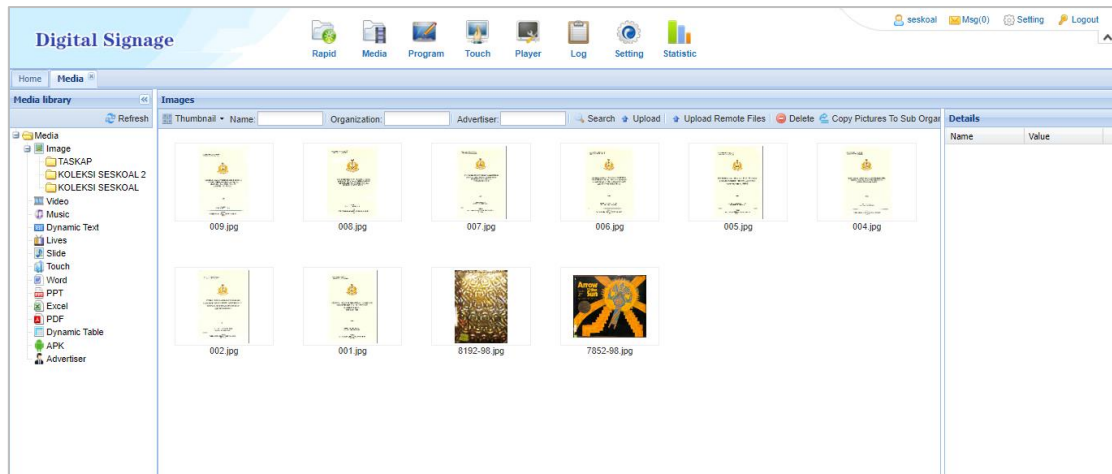 Digital Signage
Rapid Media Program Touch Player Log Setting Statistic
seskoal Msg(0) Setting Logout
Home Media
Media library
Refresh
Media
Image
TASKAP
KOLEKSI SESKOAL 2
KOLEKSI SESKOAL
Video
Music
Dynamic Text
Lives
Slide
Touch
Word
PPT
Excel
PDF
Dynamic Table
APK
Advertiser
Images
Thumbnail Name: Organization: Advertiser: Search Upload Upload Remote Files Delete Copy Pictures To Sub Organ
009.jpg 008.jpg 007.jpg 006.jpg 005.jpg 004.jpg
Arrow
Sun
002.jpg 001.jpg 8192-98.jpg 7852-98.jpg
Details
Name Value